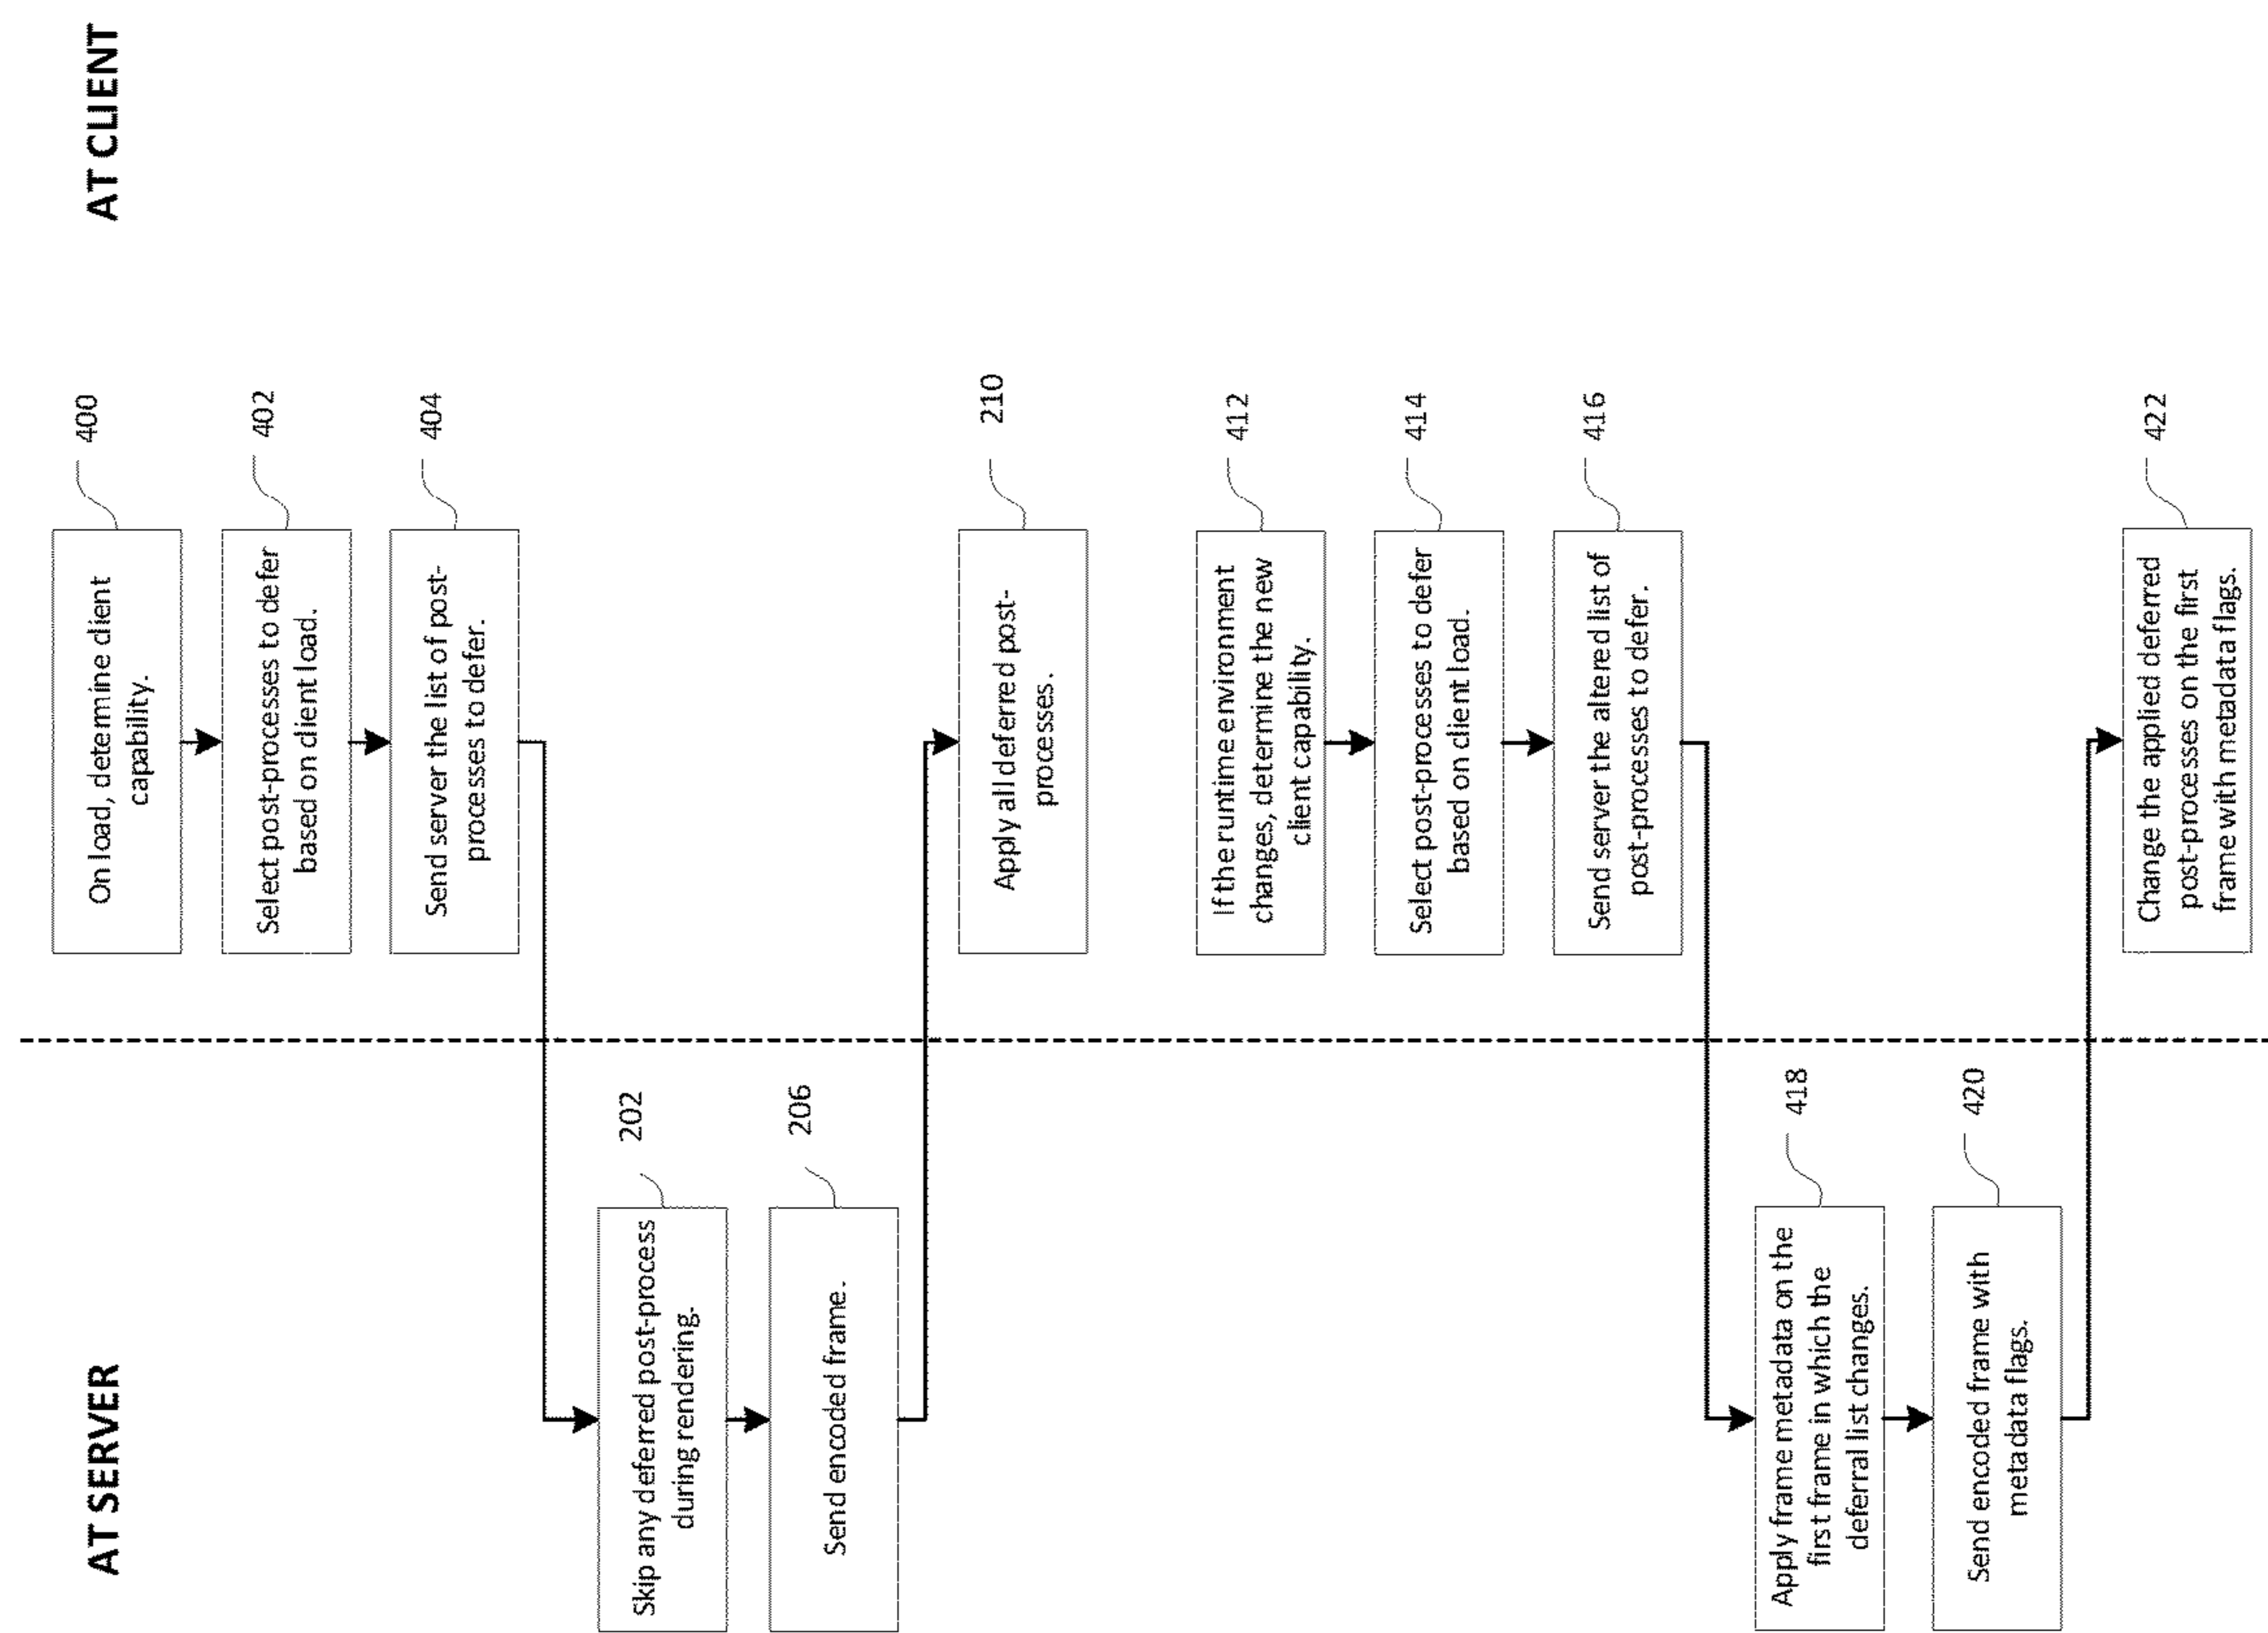 AT SERVER
AT CLIENT
400
On load, determine client
capability.
402
Select post-processes to defer
based on client load.
404
Send server the list of post-
processes to defer.
202
Skip any deferred post-process
during rendering.
206
Send encoded frame.
210
Apply all deferred post-
processes.
412
If the runtime environment
changes, determine the new
client capability.
414
Select post-processes to defer
based on client load.
416
Send server the altered list of
post-processes to defer.
418
Apply frame metadata on the
first frame in which the
deferral list changes.
420
Send encoded frame with
metadata flags.
422
Change the applied deferred
post-processes on the first
frame with metadata flags.